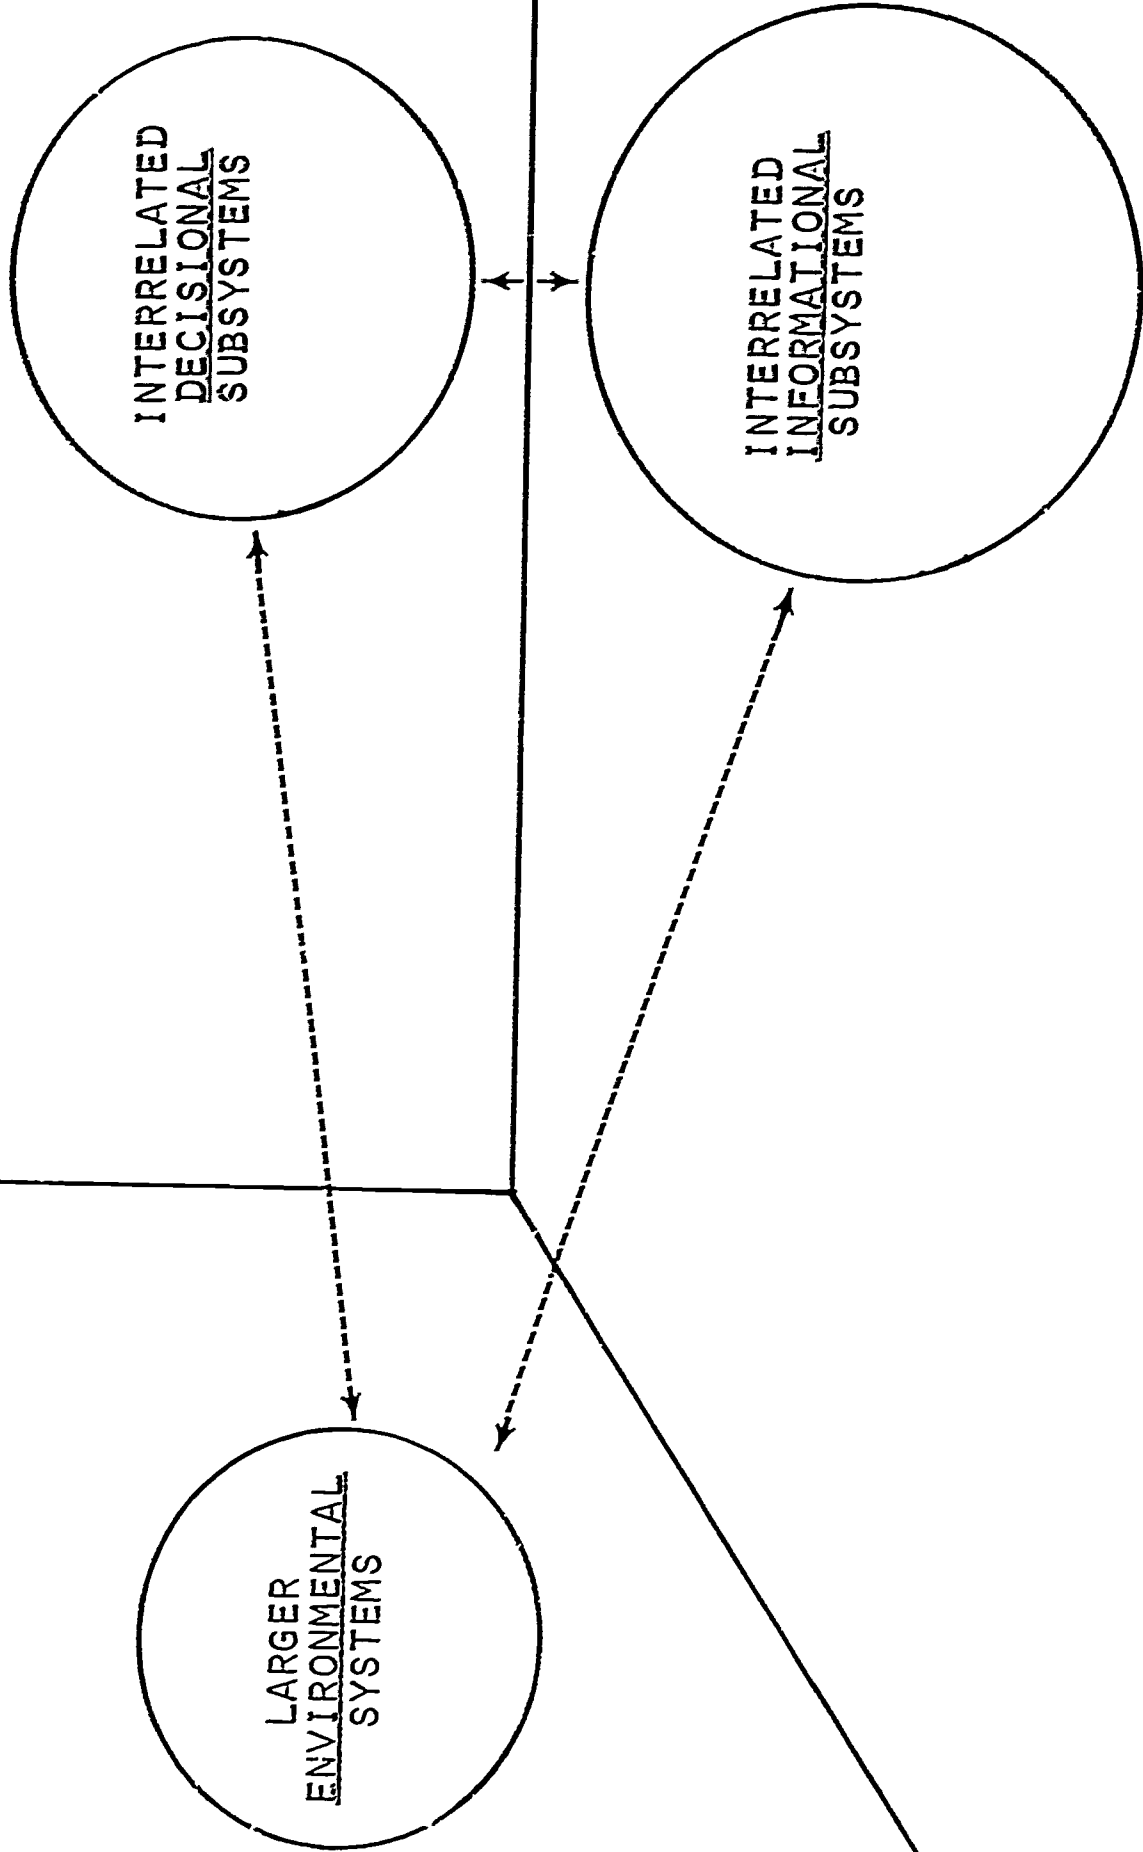 LARGER
ENVIRONMENTAL
SYSTEMS
INTERRELATED
DECISIONAL
SUBSYSTEMS
INTERRELATED
INFORMATIONAL
SUBSYSTEMS